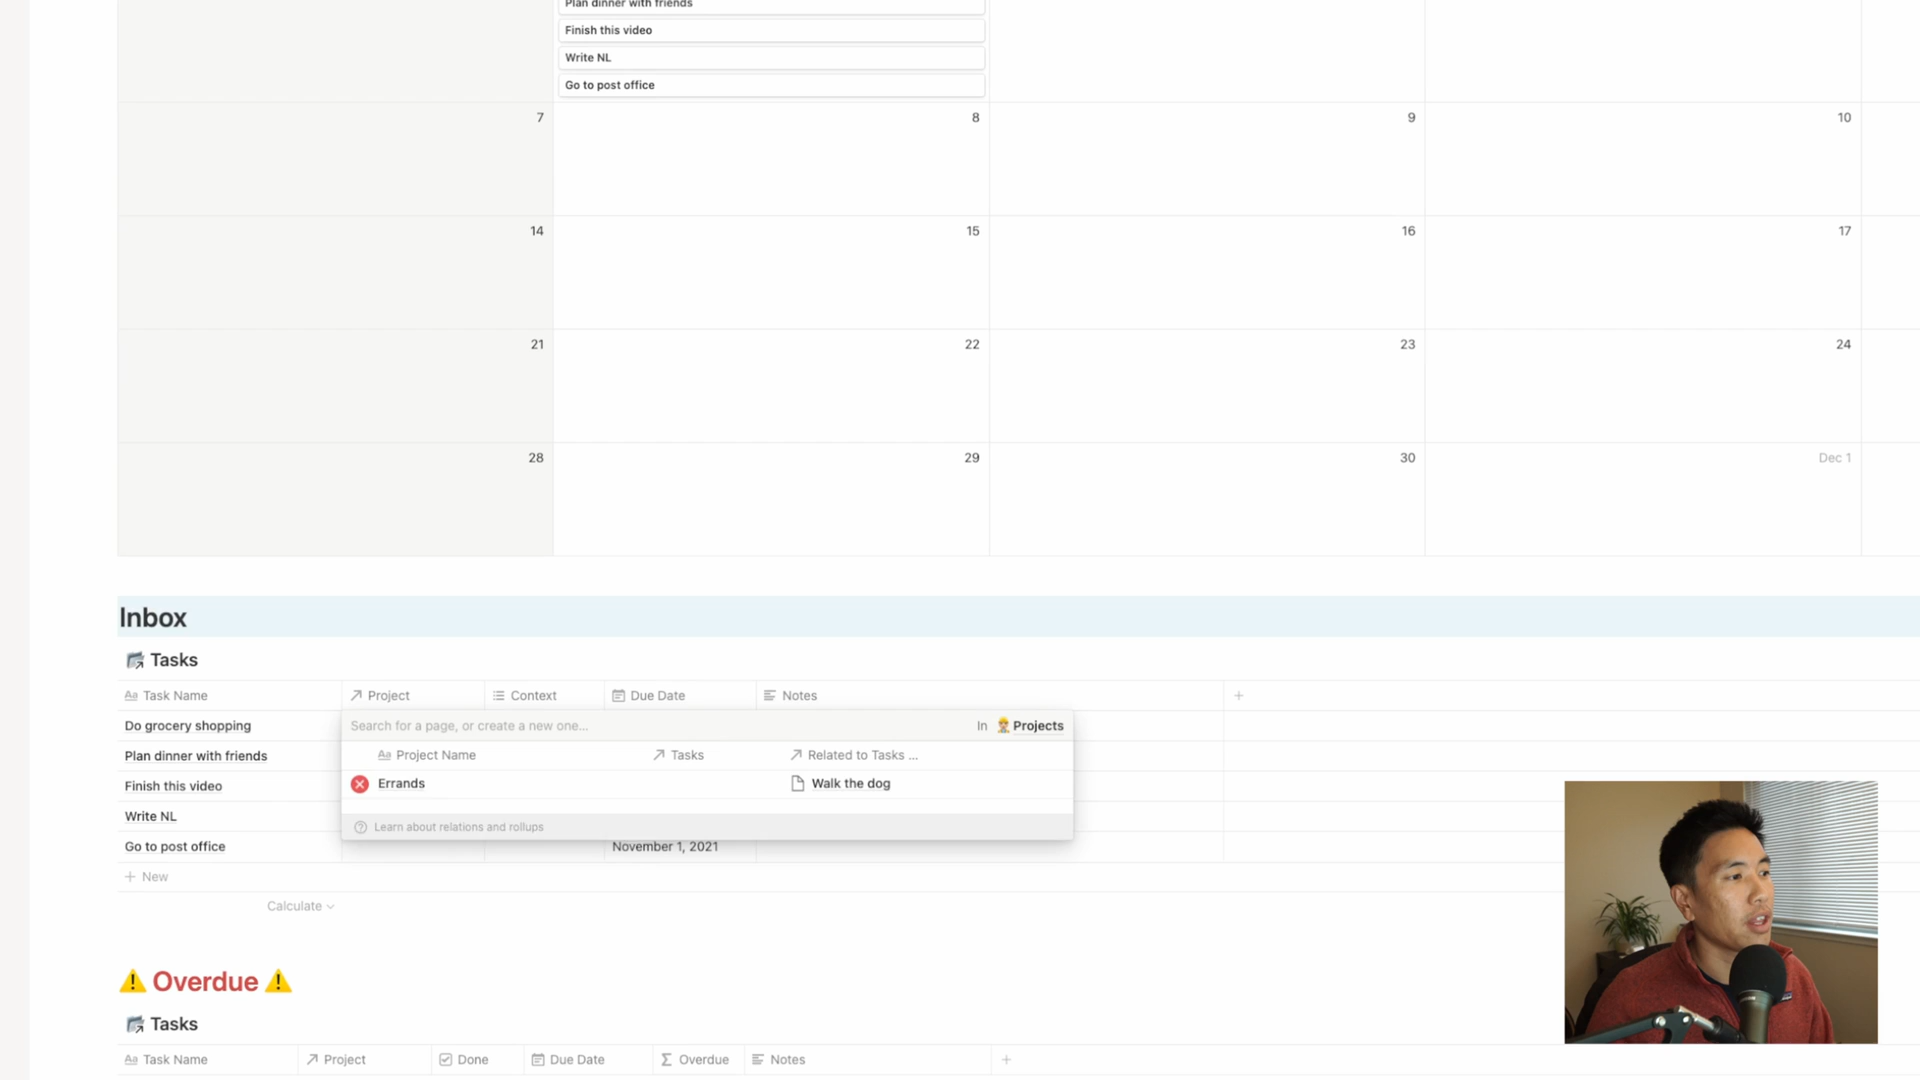 Plan dinner with friends
Finish this video
Write NL
Go to post office
7 8 9 10
14 15 16 17
21 22 23 24
28 29 30 Dec 1
Inbox
Tasks
Aa Task Name Project Context Due Date Notes +
Do grocery shopping Search for a page, or create a new one... In Projects
Plan dinner with friends Aa Project Name Tasks Related to Tasks ...
Finish this video Errands Walk the dog
Write NL Learn about relations and rollups
Go to post office November 1, 2021
+ New
Calculate
Overdue
Tasks
Aa Task Name Project Done Due Date Σ Overdue Notes +